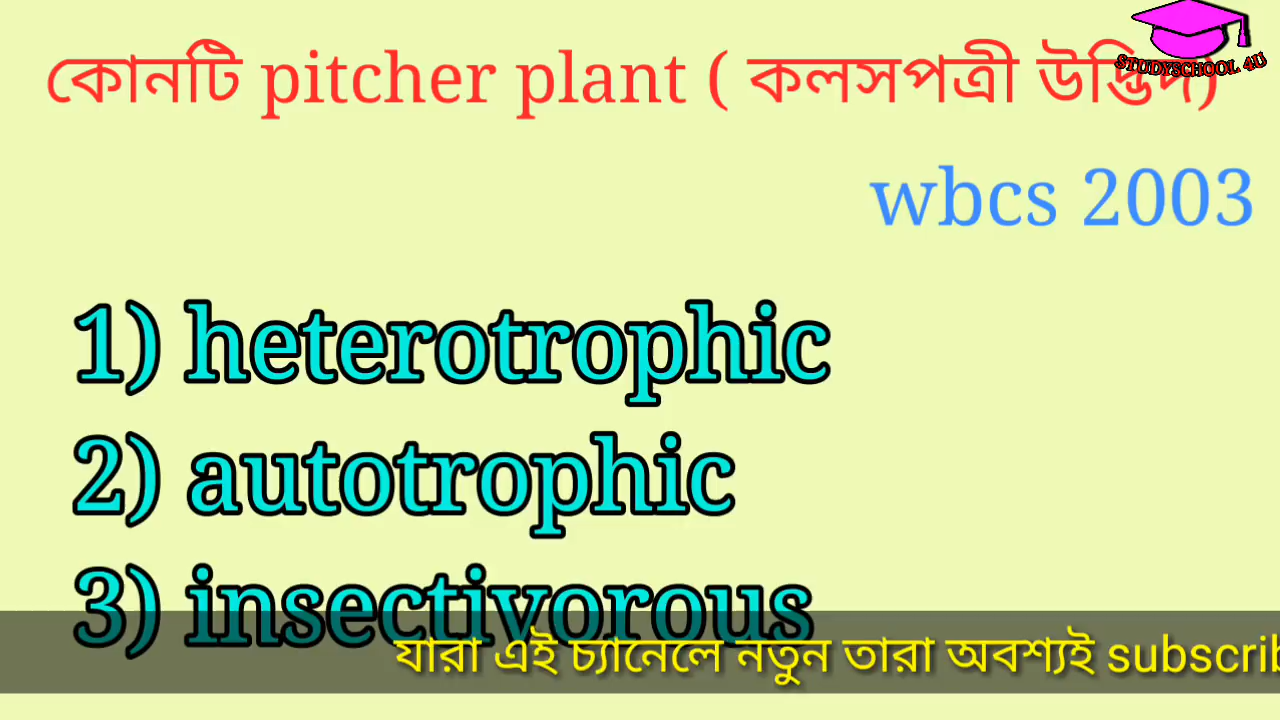 STUDYSCHOOL 4U
কোনটি pitcher plant ( কলসপত্রী উদ্ভিদ)
wbcs 2003
1) heterotrophic
2) autotrophic
3) insectivorous
যারা এই চ্যানেলে নতুন তারা অবশ্যই subscrib